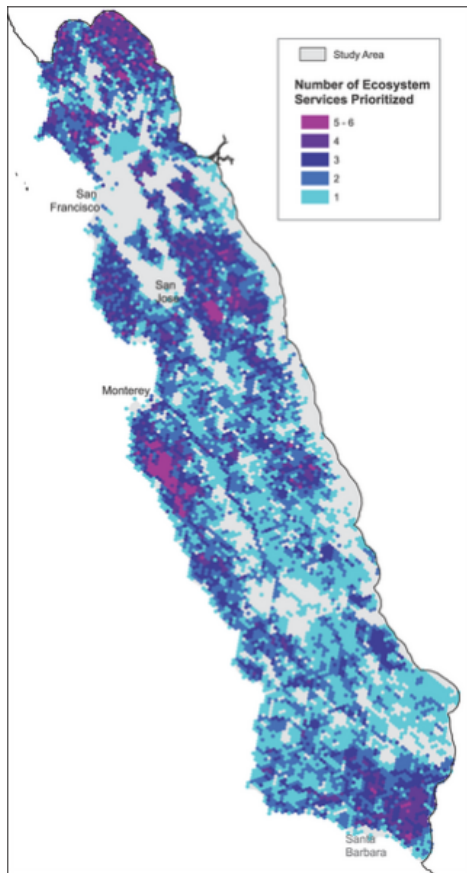 Study Area
Number of Ecosystem
Services Prioritized
5 - 6
4
3
2
1
San
Francisco
San
Jose
Monterey
Santa
Barbara